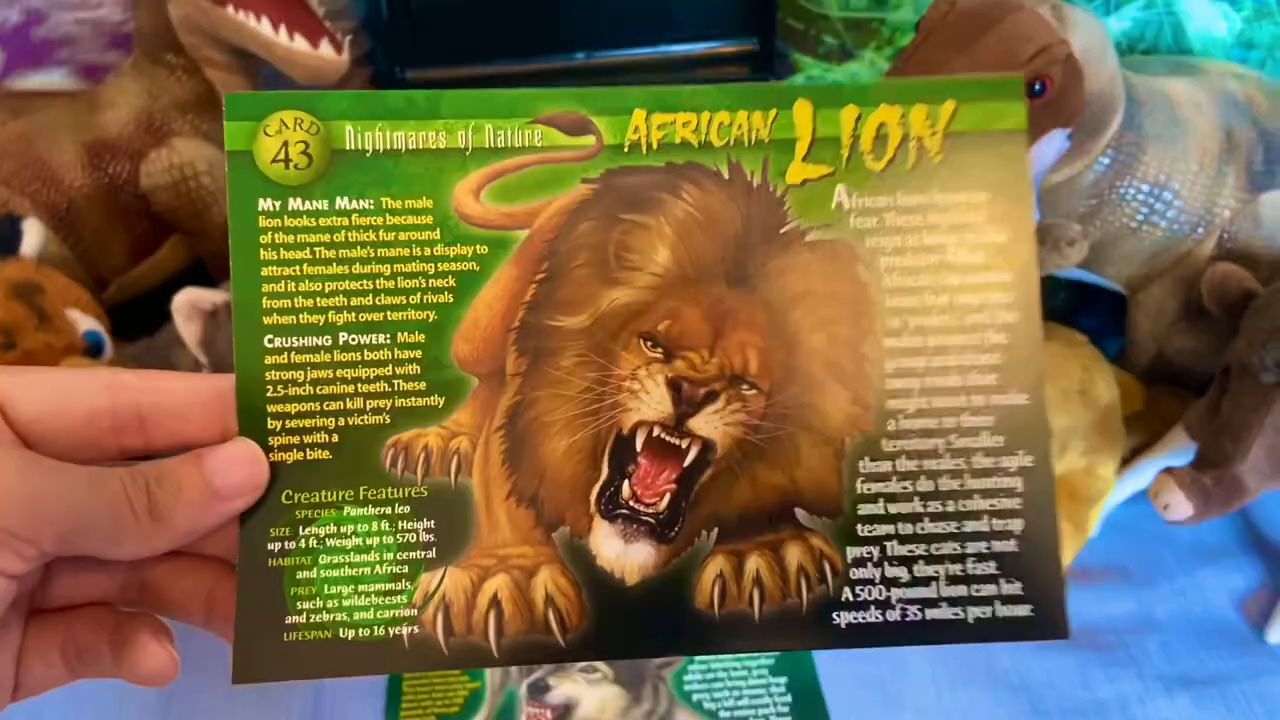 CARD
43
Nightmares of Nature
AFRICAN LION
MY MANE MAN: The male
lion looks extra fierce because
of the mane of thick fur around
his head. The male's mane is a display to
attract females during mating season,
and it also protects the lion's neck
from the teeth and claws of rivals
when they fight over territory.
CRUSHING POWER: Male
and female lions both have
strong jaws equipped with
2.5-inch canine teeth. These
weapons can kill prey instantly
by severing a victim's
spine with a
single bite.
Creature Features
SPECIES: Panthera leo
SIZE: Length up to 8 ft.; Height
up to 4 ft.; Weight up to 570 lbs.
HABITAT: Grasslands in central
and southern Africa
PREY: Large mammals,
such as wildebeests
and zebras, and carrion
LIFESPAN: Up to 16 years
African
fear. These
reign as
predator
territory. Smaller
than the males, the agile
females do the hunting
and work as a cohesive
team to chase and trap
prey. These cats are not
only big, they're fast.
A 500-pound lion can hit
speeds of 35 miles per hour.